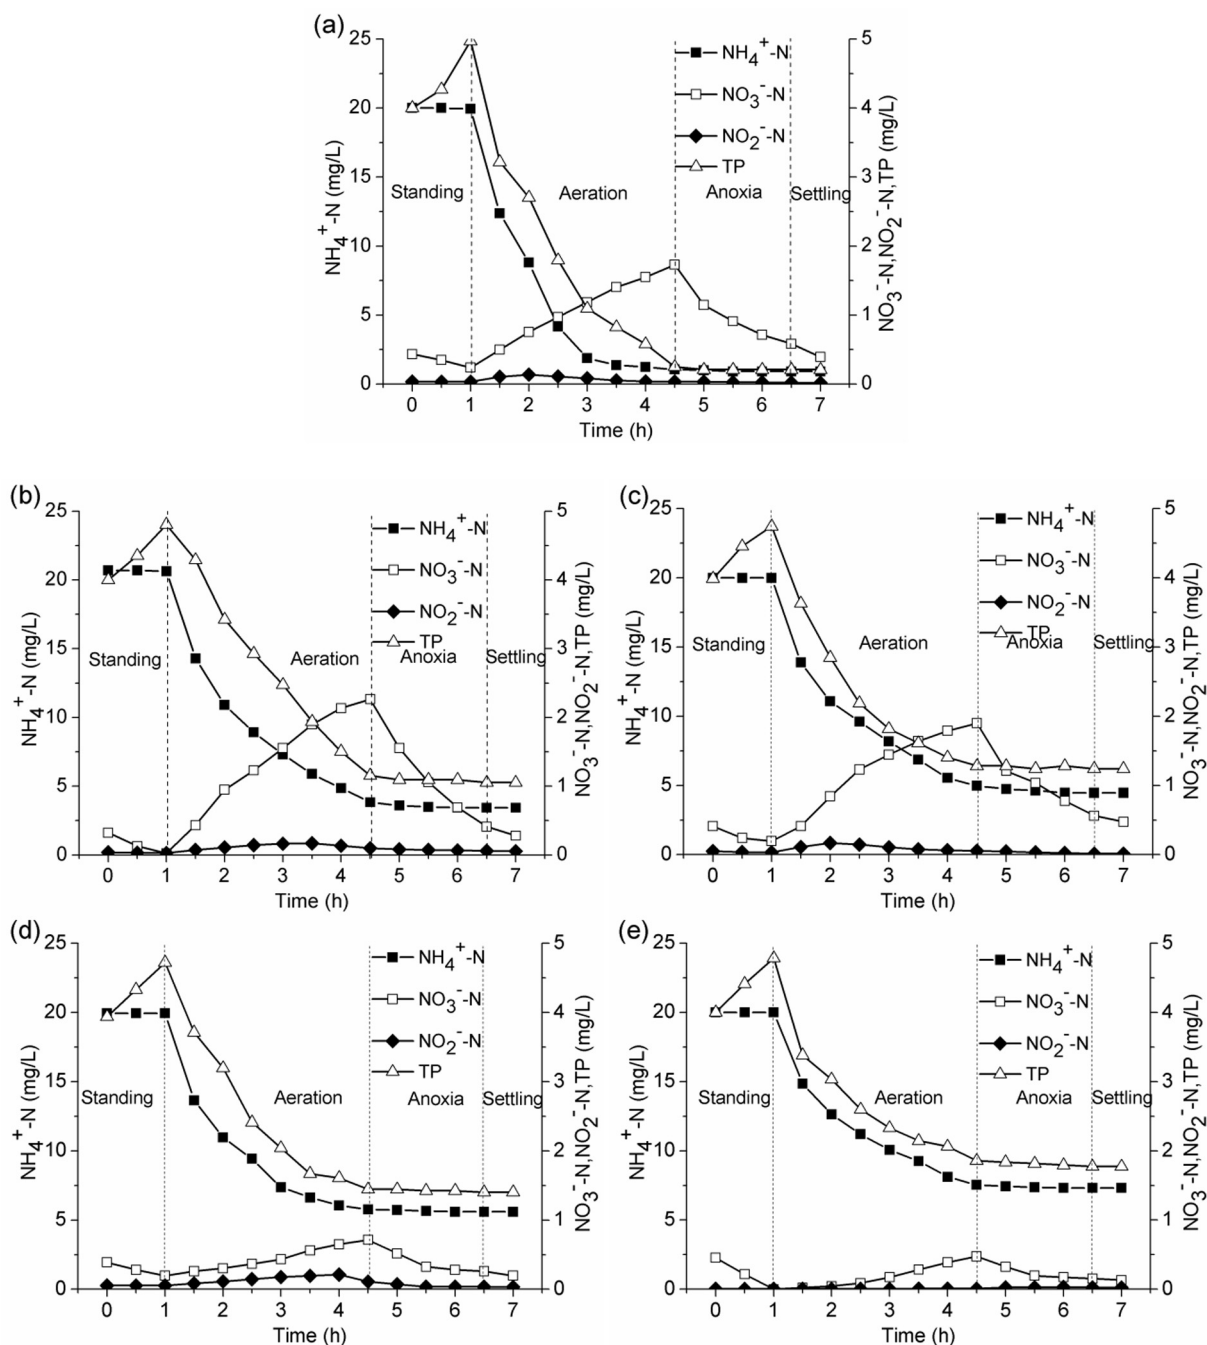 (a)
NH4+-N (mg/L)
25
20
15
10
5
0
NH4+-N
NO3--N
NO2--N
TP
Standing Aeration Anoxia Settling
5
4
3
2
1
0
NO3--N,NO2--N,TP (mg/L)
0 1 2 3 4 5 6 7
Time (h)
(b)
NH4+-N (mg/L)
25
20
15
10
5
0
NH4+-N
NO3--N
NO2--N
TP
Standing Aeration Anoxia Settling
5
4
3
2
1
0
NO3--N,NO2--N,TP (mg/L)
0 1 2 3 4 5 6 7
Time (h)
(c)
NH4+-N (mg/L)
25
20
15
10
5
0
NH4+-N
NO3--N
NO2--N
TP
Standing Aeration Anoxia Settling
5
4
3
2
1
0
NO3--N,NO2--N,TP (mg/L)
0 1 2 3 4 5 6 7
Time (h)
(d)
NH4+-N (mg/L)
25
20
15
10
5
0
NH4+-N
NO3--N
NO2--N
TP
Standing Aeration Anoxia Settling
5
4
3
2
1
0
NO3--N,NO2--N,TP (mg/L)
0 1 2 3 4 5 6 7
Time (h)
(e)
NH4+-N (mg/L)
25
20
15
10
5
0
NH4+-N
NO3--N
NO2--N
TP
Standing Aeration Anoxia Settling
5
4
3
2
1
0
NO3--N,NO2--N,TP (mg/L)
0 1 2 3 4 5 6 7
Time (h)